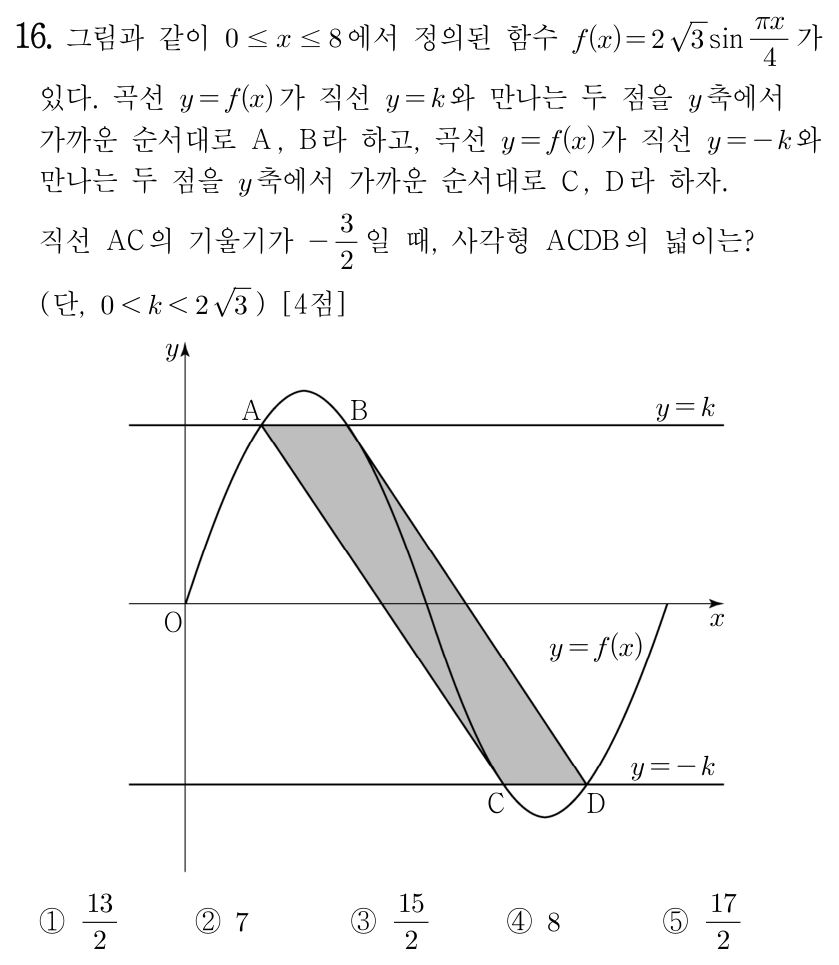 16. 그림과 같이 0 ≤ x ≤ 8에서 정의된 함수 f(x)=2√3 sin πx/4 가
있다. 곡선 y=f(x)가 직선 y=k와 만나는 두 점을 y축에서
가까운 순서대로 A, B라 하고, 곡선 y=f(x)가 직선 y=−k와
만나는 두 점을 y축에서 가까운 순서대로 C, D라 하자.
직선 AC의 기울기가 −3/2일 때, 사각형 ACDB의 넓이는?
(단, 0<k<2√3) [4점]
y
A B y=k
O x
y=f(x)
y=−k
C D
① 13/2 ② 7 ③ 15/2 ④ 8 ⑤ 17/2